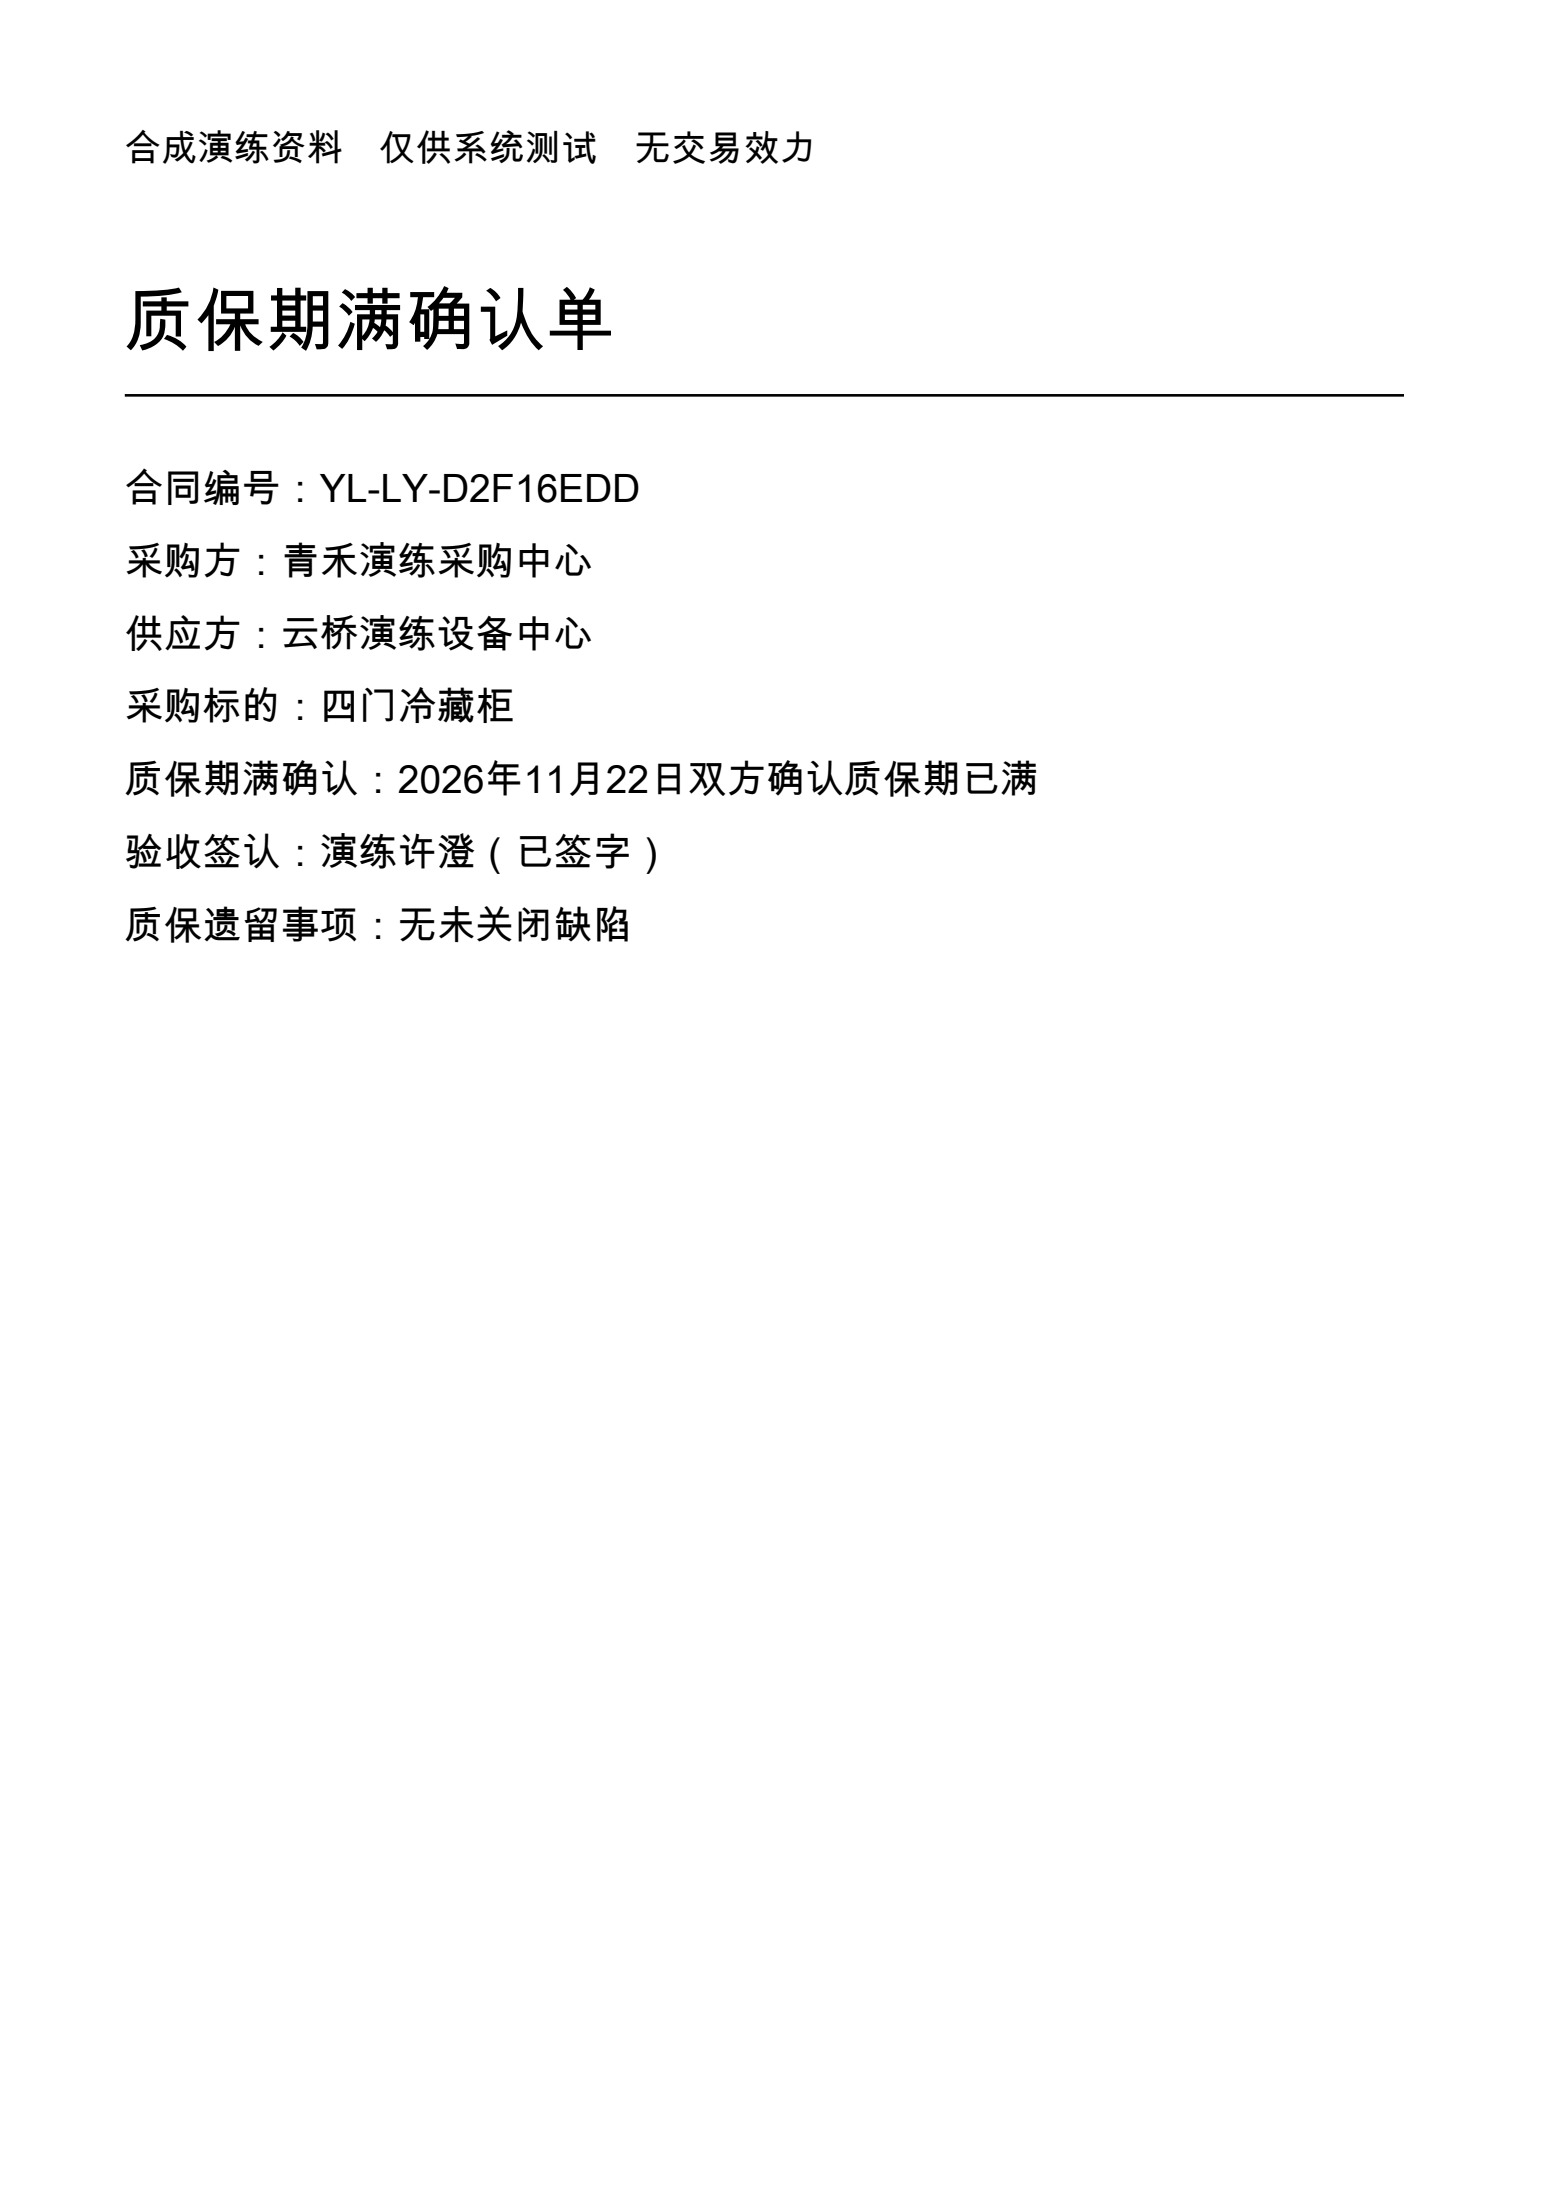 合成演练资料　仅供系统测试　无交易效力
质保期满确认单
合同编号：YL-LY-D2F16EDD
采购方：青禾演练采购中心
供应方：云桥演练设备中心
采购标的：四门冷藏柜
质保期满确认：2026年11月22日双方确认质保期已满
验收签认：演练许澄（已签字）
质保遗留事项：无未关闭缺陷